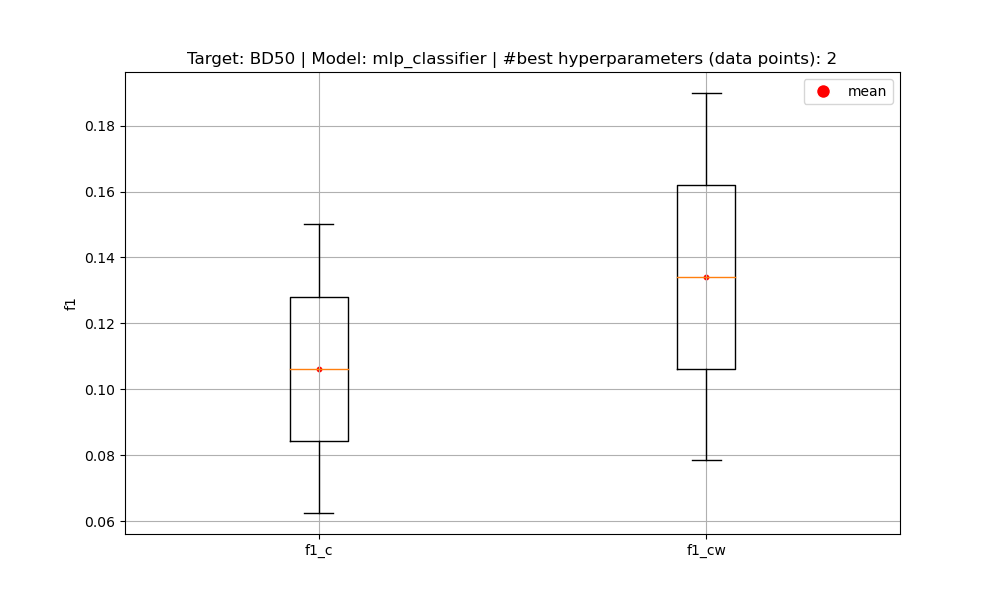 Target: BD50 | Model: mlp_classifier | #best hyperparameters (data points): 2
mean
0.18
0.16
0.14
0.12
0.10
0.08
0.06
f1
f1_c
f1_cw